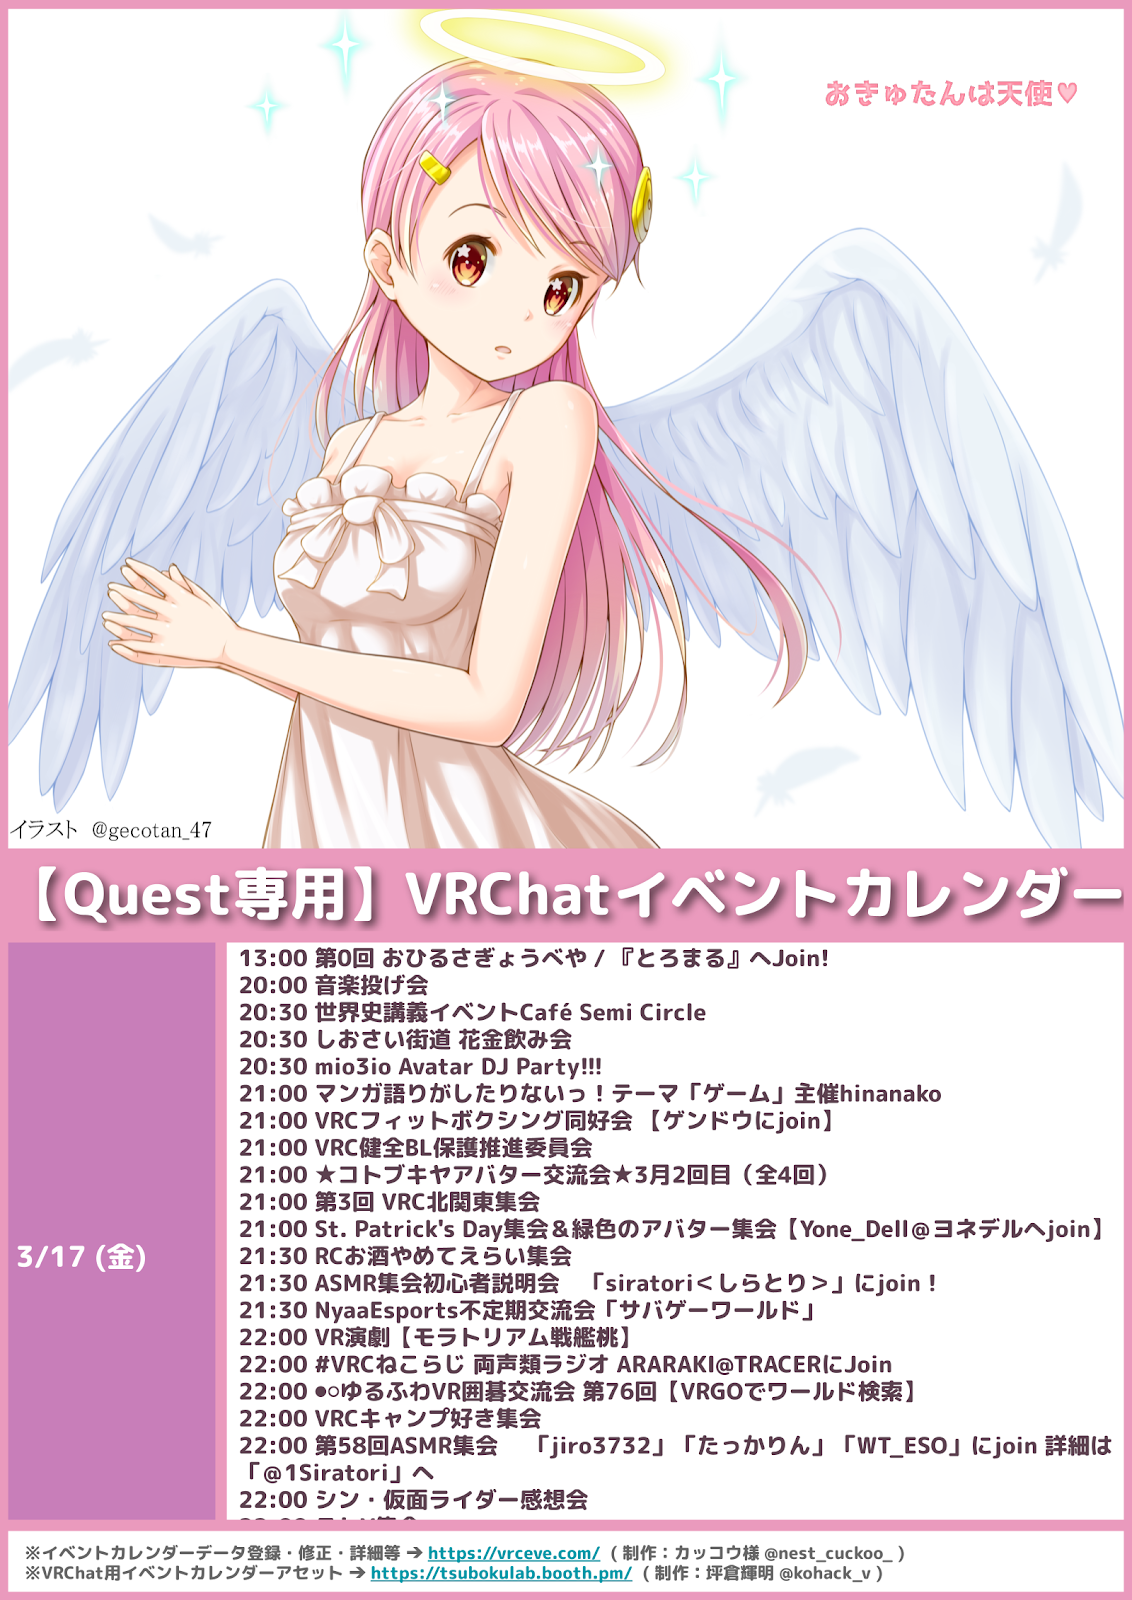 おきゅたんは天使♥
イラスト @gecotan_47
【Quest専用】VRChatイベントカレンダー
3/17 (金)
13:00 第0回 おひるさぎょうべや / 『とろまる』へJoin!
20:00 音楽投げ会
20:30 世界史講義イベントCafé Semi Circle
20:30 しおさい街道 花金飲み会
20:30 mio3io Avatar DJ Party!!!
21:00 マンガ語りがしたりないっ！テーマ「ゲーム」主催hinanako
21:00 VRCフィットボクシング同好会 【ゲンドウにjoin】
21:00 VRC健全BL保護推進委員会
21:00 ★コトブキヤアバター交流会★3月2回目（全4回）
21:00 第3回 VRC北関東集会
21:00 St. Patrick's Day集会＆緑色のアバター集会【Yone_Dell＠ヨネデルへjoin】
21:30 RCお酒やめてえらい集会
21:30 ASMR集会初心者説明会　「siratori＜しらとり＞」にjoin！
21:30 NyaaEsports不定期交流会「サバゲーワールド」
22:00 VR演劇【モラトリアム戦艦桃】
22:00 #VRCねこらじ 両声類ラジオ ARARAKI@TRACERにJoin
22:00 ●○ゆるふわVR囲碁交流会 第76回【VRGOでワールド検索】
22:00 VRCキャンプ好き集会
22:00 第58回ASMR集会　「jiro3732」「たっかりん」「WT_ESO」にjoin 詳細は
「@1Siratori」へ
22:00 シン・仮面ライダー感想会
※イベントカレンダーデータ登録・修正・詳細等 ➔ https://vrceve.com/ （制作：カッコウ様 @nest_cuckoo_ ）
※VRChat用イベントカレンダーアセット ➔ https://tsubokulab.booth.pm/ （制作：坪倉輝明 @kohack_v ）